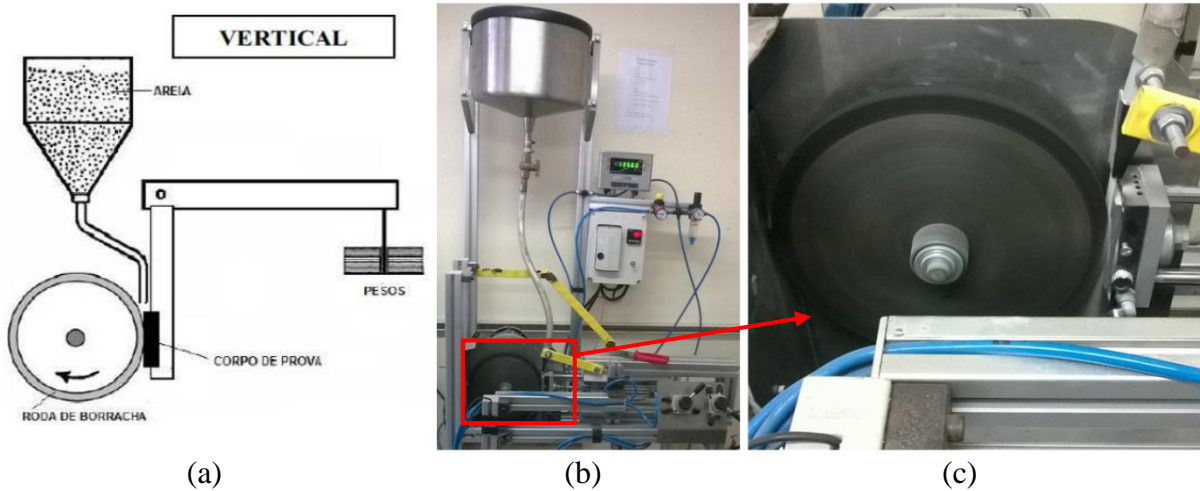 VERTICAL
AREIA
PESOS
CORPO DE PROVA
RODA DE BORRACHA
(a)
(b)
(c)